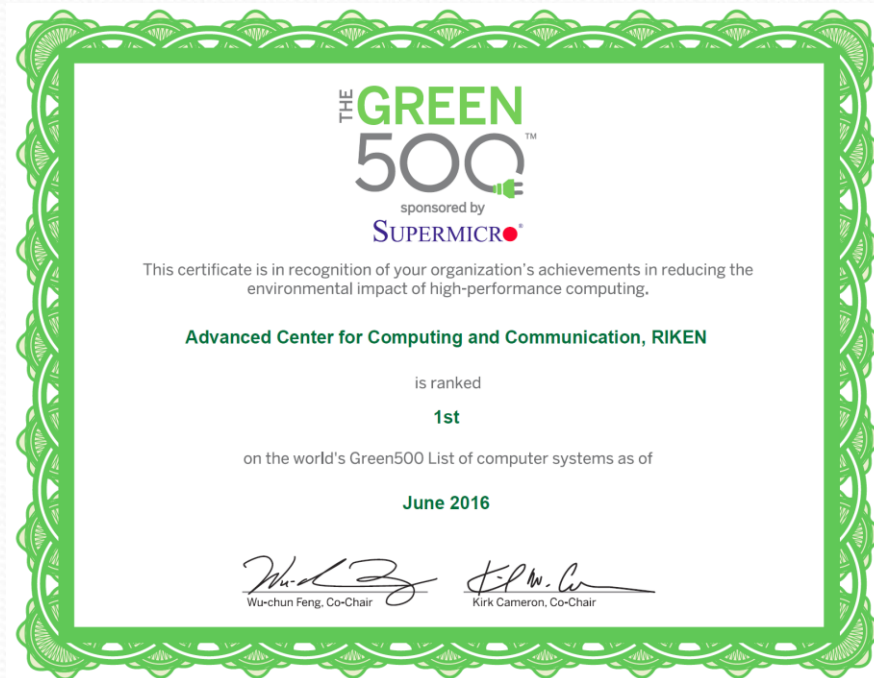 THE GREEN
500™
sponsored by
SUPERMICRO®
This certificate is in recognition of your organization's achievements in reducing the
environmental impact of high-performance computing.
Advanced Center for Computing and Communication, RIKEN
is ranked
1st
on the world's Green500 List of computer systems as of
June 2016
Wu-chun Feng, Co-Chair Kirk Cameron, Co-Chair